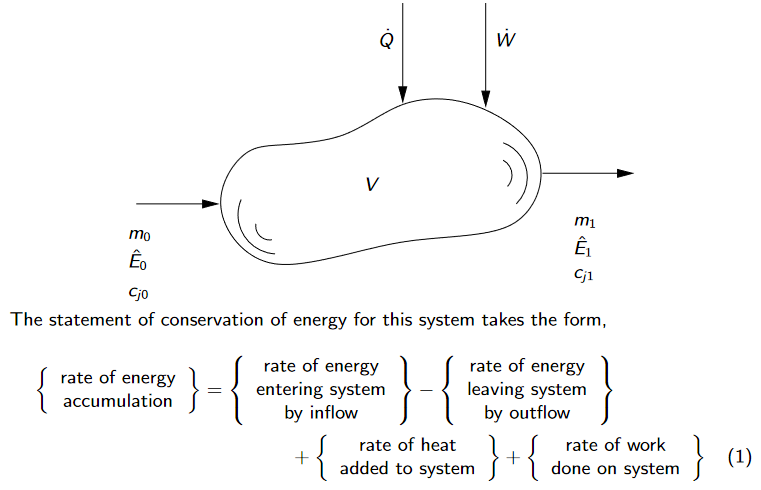 Q̇
Ẇ
V
m₀
Ê₀
cⱼ₀
m₁
Ê₁
cⱼ₁
The statement of conservation of energy for this system takes the form,
{ rate of energy accumulation } = { rate of energy entering system by inflow } − { rate of energy leaving system by outflow }
+ { rate of heat added to system } + { rate of work done on system } (1)